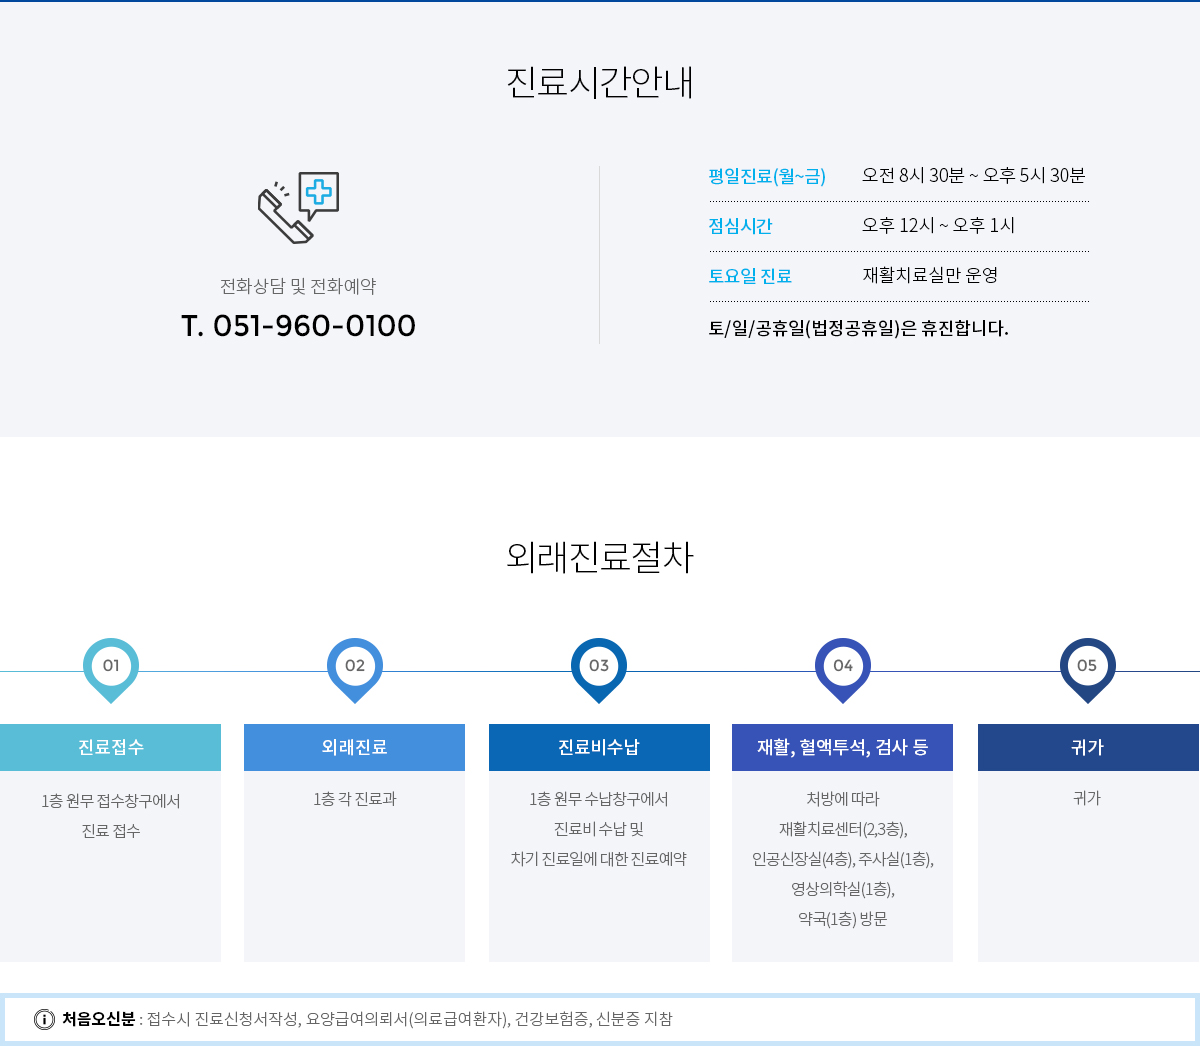 진료시간안내
전화상담 및 전화예약
T. 051-960-0100
평일진료(월~금) 오전 8시 30분 ~ 오후 5시 30분
점심시간 오후 12시 ~ 오후 1시
토요일 진료 재활치료실만 운영
토/일/공휴일(법정공휴일)은 휴진합니다.
외래진료절차
01
진료접수
1층 원무 접수창구에서
진료 접수
02
외래진료
1층 각 진료과
03
진료비수납
1층 원무 수납창구에서
진료비 수납 및
차기 진료일에 대한 진료예약
04
재활, 혈액투석, 검사 등
처방에 따라
재활치료센터(2,3층),
인공신장실(4층), 주사실(1층),
영상의학실(1층),
약국(1층) 방문
05
귀가
귀가
처음오신분 : 접수시 진료신청서작성, 요양급여의뢰서(의료급여환자), 건강보험증, 신분증 지참